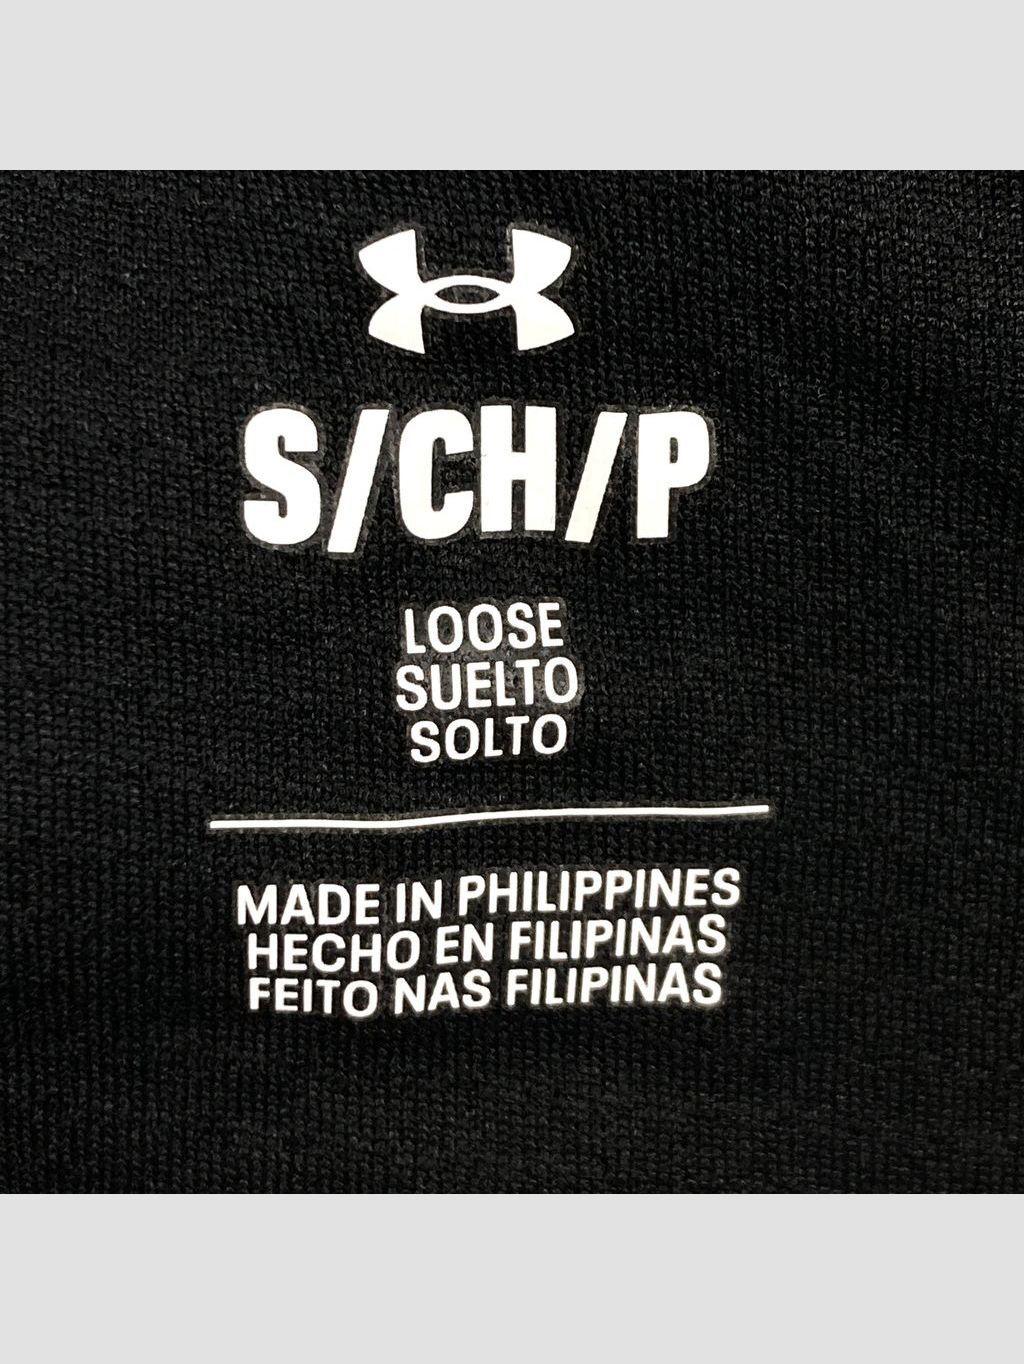 S/CH/P
LOOSE
SUELTO
SOLTO
MADE IN PHILIPPINES
HECHO EN FILIPINAS
FEITO NAS FILIPINAS